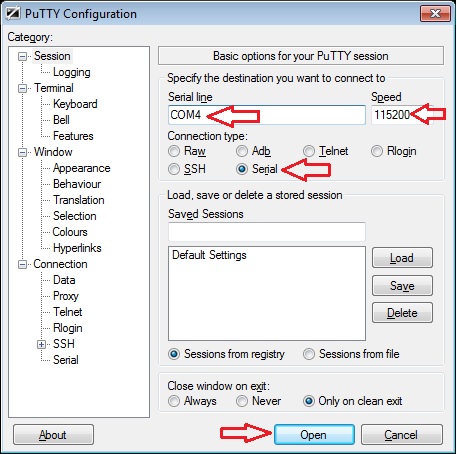 PuTTY Configuration
Category:
Session
Logging
Terminal
Keyboard
Bell
Features
Window
Appearance
Behaviour
Translation
Selection
Colours
Hyperlinks
Connection
Data
Proxy
Telnet
Rlogin
SSH
Serial
Basic options for your PuTTY session
Specify the destination you want to connect to
Serial line Speed
COM4 115200
Connection type:
Raw Adb Telnet Rlogin
SSH Serial
Load, save or delete a stored session
Saved Sessions
Default Settings
Load
Save
Delete
Sessions from registry Sessions from file
Close window on exit:
Always Never Only on clean exit
About Open Cancel